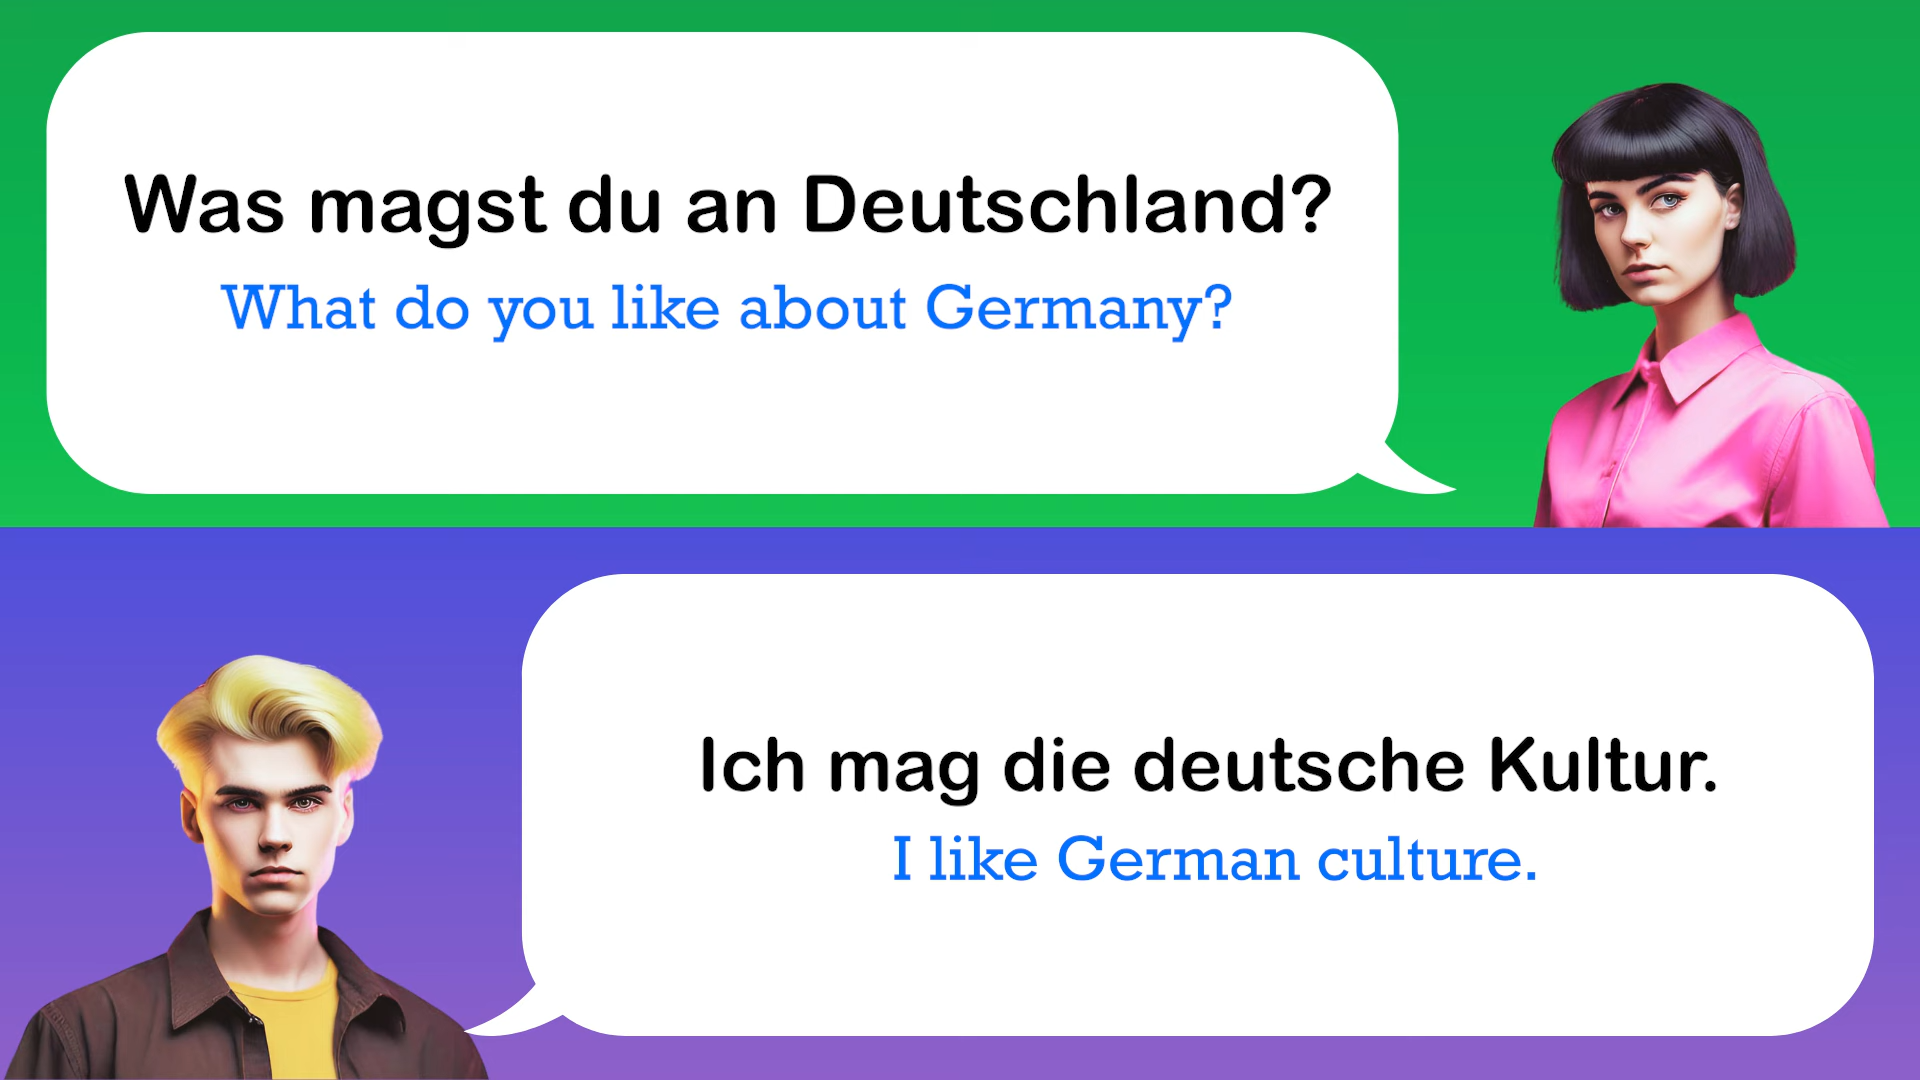 Was magst du an Deutschland?
What do you like about Germany?
Ich mag die deutsche Kultur.
I like German culture.